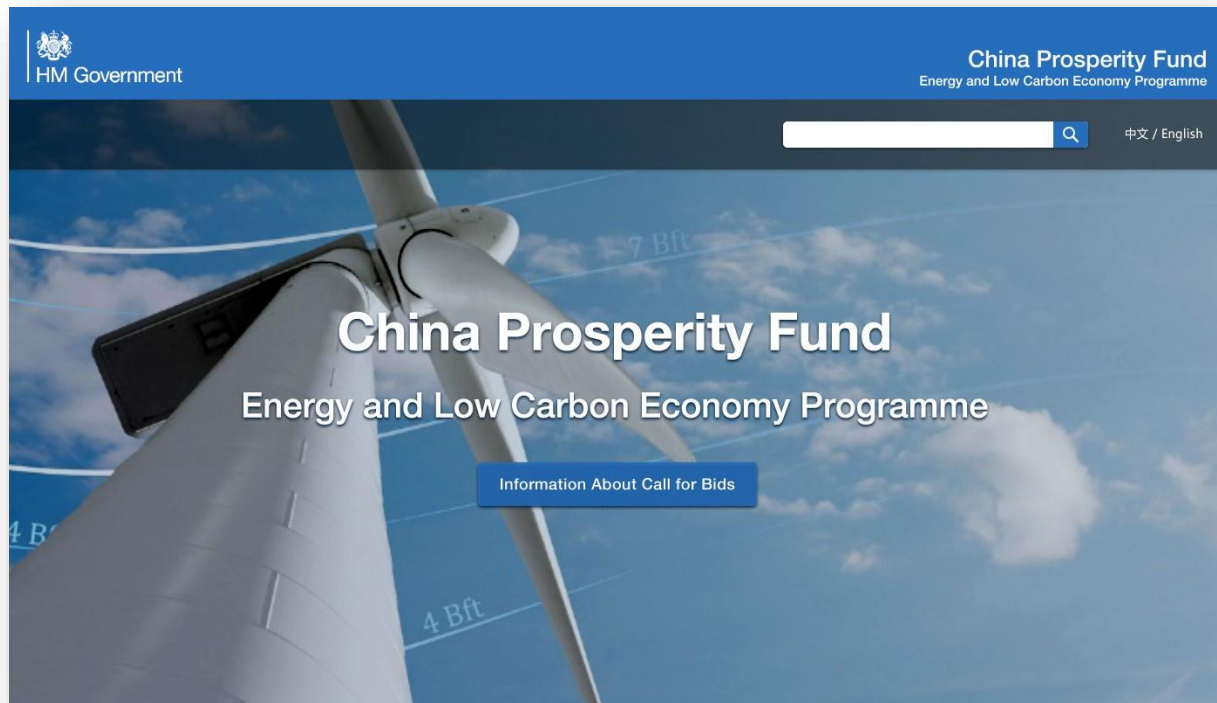 HM Government
China Prosperity Fund
Energy and Low Carbon Economy Programme
中文 / English
7 Bft
China Prosperity Fund
Energy and Low Carbon Economy Programme
Information About Call for Bids
4 B
4 Bft